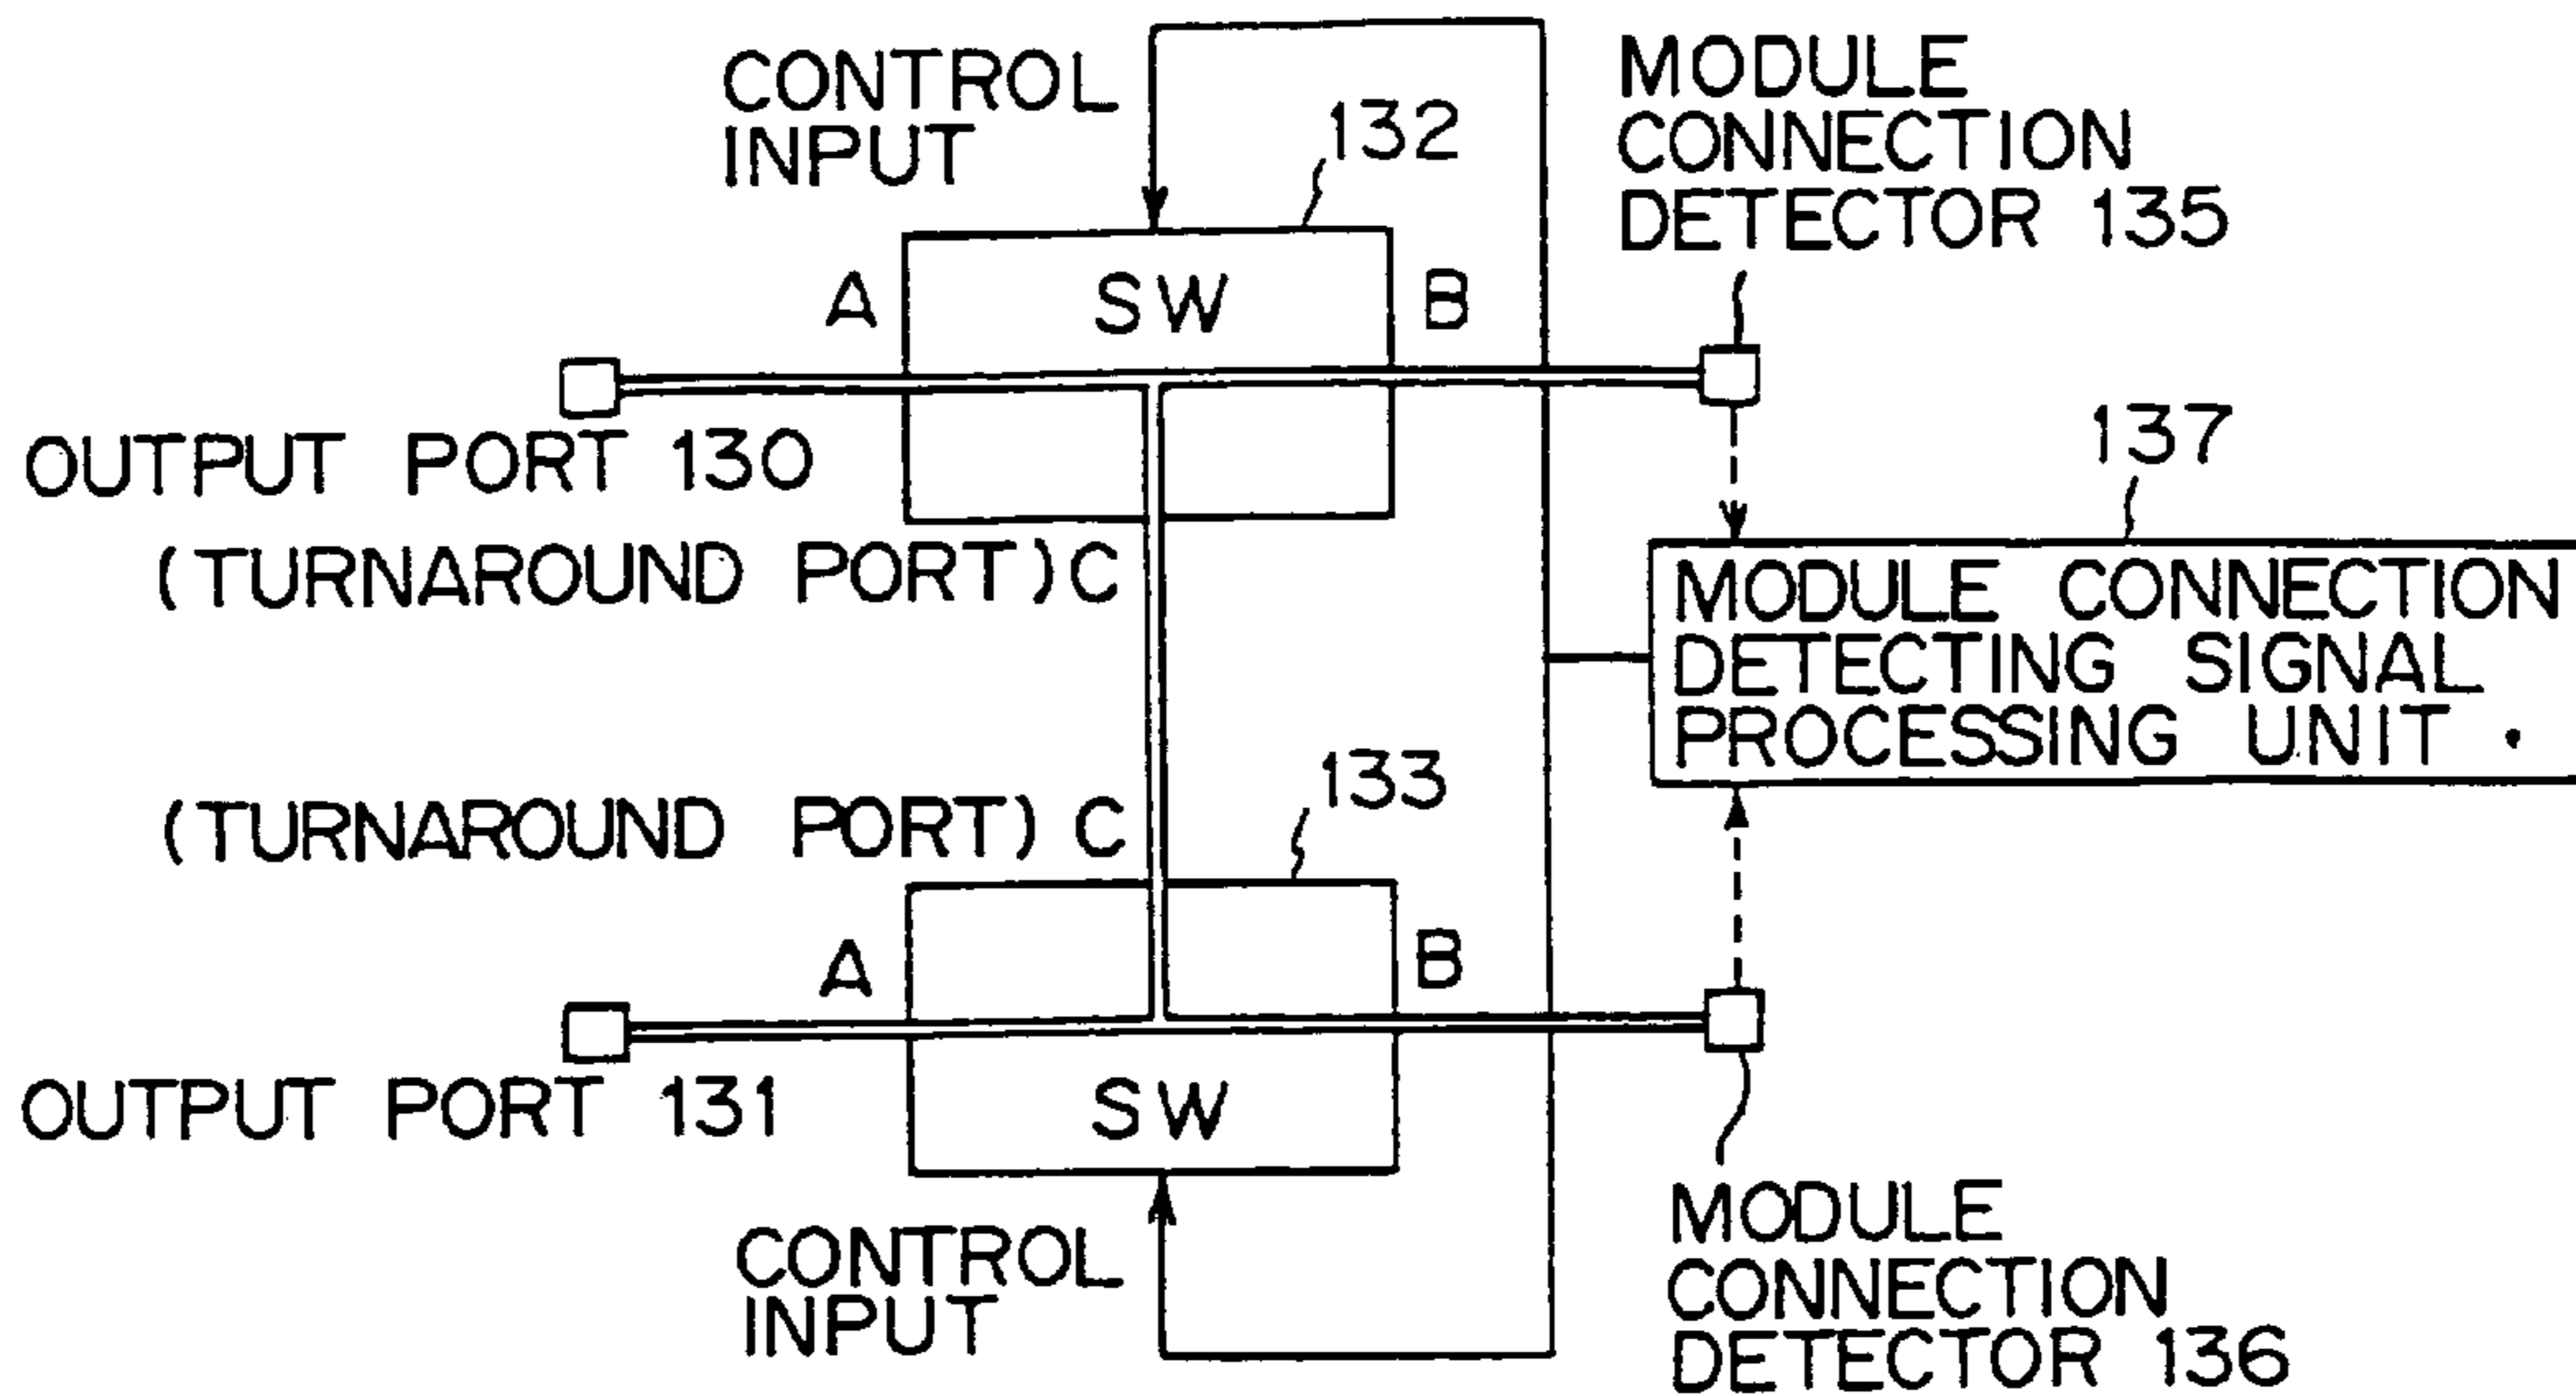 CONTROL
INPUT
132
MODULE
CONNECTION
DETECTOR 135
A
SW
B
OUTPUT PORT 130
137
(TURNAROUND PORT) C
MODULE CONNECTION
DETECTING SIGNAL
PROCESSING UNIT
(TURNAROUND PORT) C
133
A
B
OUTPUT PORT 131
SW
CONTROL
INPUT
MODULE
CONNECTION
DETECTOR 136